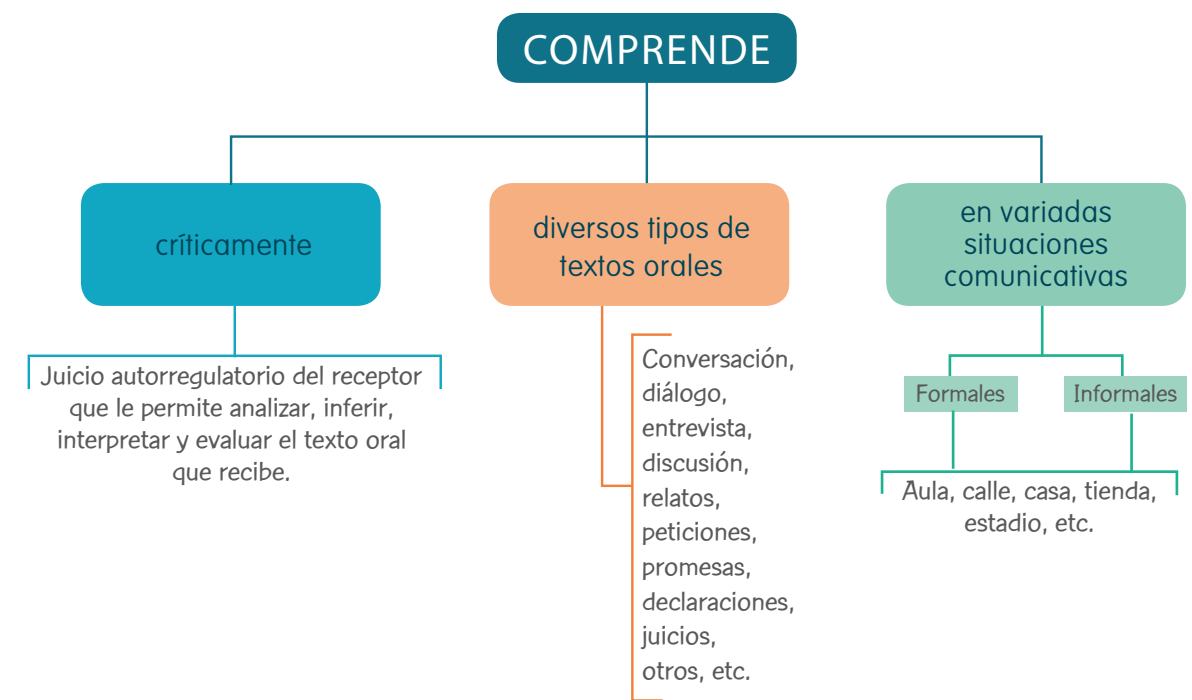 COMPRENDE
críticamente
Juicio autorregulatorio del receptor
que le permite analizar, inferir,
interpretar y evaluar el texto oral
que recibe.
diversos tipos de
textos orales
Conversación,
diálogo,
entrevista,
discusión,
relatos,
peticiones,
promesas,
declaraciones,
juicios,
otros, etc.
en variadas
situaciones
comunicativas
Formales
Informales
Aula, calle, casa, tienda,
estadio, etc.